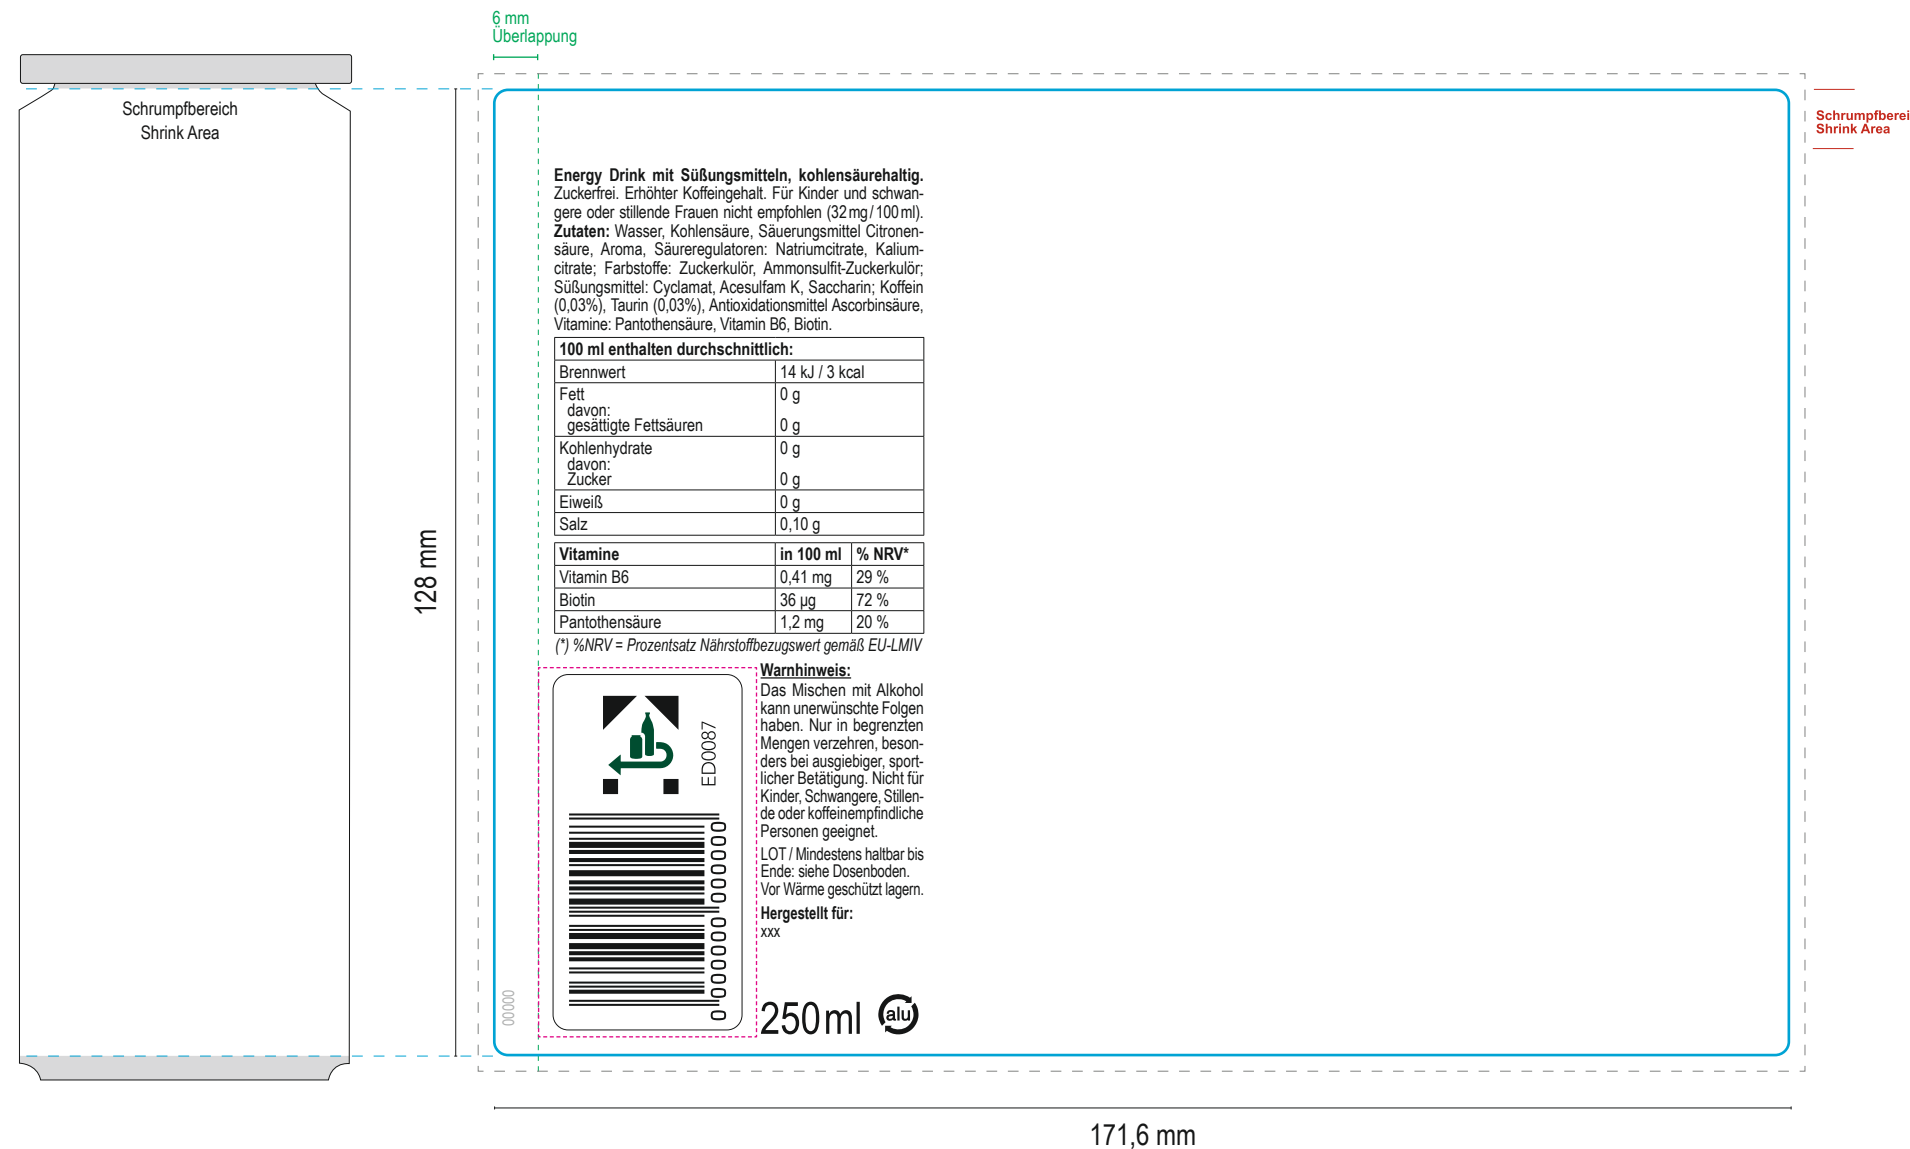 6 mm
Überlappung
Schrumpfbereich
Shrink Area
Schrumpfberei
Shrink Area
Energy Drink mit Süßungsmitteln, kohlensäurehaltig.
Zuckerfrei. Erhöhter Koffeingehalt. Für Kinder und schwan-
gere oder stillende Frauen nicht empfohlen (32 mg / 100 ml).
Zutaten: Wasser, Kohlensäure, Säuerungsmittel Citronen-
säure, Aroma, Säureregulatoren: Natriumcitrate, Kalium-
citrate; Farbstoffe: Zuckerkulör, Ammonsulfit-Zuckerkulör;
Süßungsmittel: Cyclamat, Acesulfam K, Saccharin; Koffein
(0,03%), Taurin (0,03%), Antioxidationsmittel Ascorbinsäure,
Vitamine: Pantothensäure, Vitamin B6, Biotin.
100 ml enthalten durchschnittlich:
Brennwert 14 kJ / 3 kcal
Fett 0 g
davon:
gesättigte Fettsäuren 0 g
Kohlenhydrate 0 g
davon:
Zucker 0 g
Eiweiß 0 g
Salz 0,10 g
Vitamine in 100 ml % NRV*
Vitamin B6 0,41 mg 29 %
Biotin 36 µg 72 %
Pantothensäure 1,2 mg 20 %
(*) %NRV = Prozentsatz Nährstoffbezugswert gemäß EU-LMIV
Warnhinweis:
Das Mischen mit Alkohol
kann unerwünschte Folgen
haben. Nur in begrenzten
Mengen verzehren, beson-
ders bei ausgiebiger, sport-
licher Betätigung. Nicht für
Kinder, Schwangere, Stillen-
de oder koffeinempfindliche
Personen geeignet.
LOT / Mindestens haltbar bis
Ende: siehe Dosenboden.
Vor Wärme geschützt lagern.
Hergestellt für:
xxx
250 ml
alu
ED0087
0 000000 000000
00000
128 mm
171,6 mm